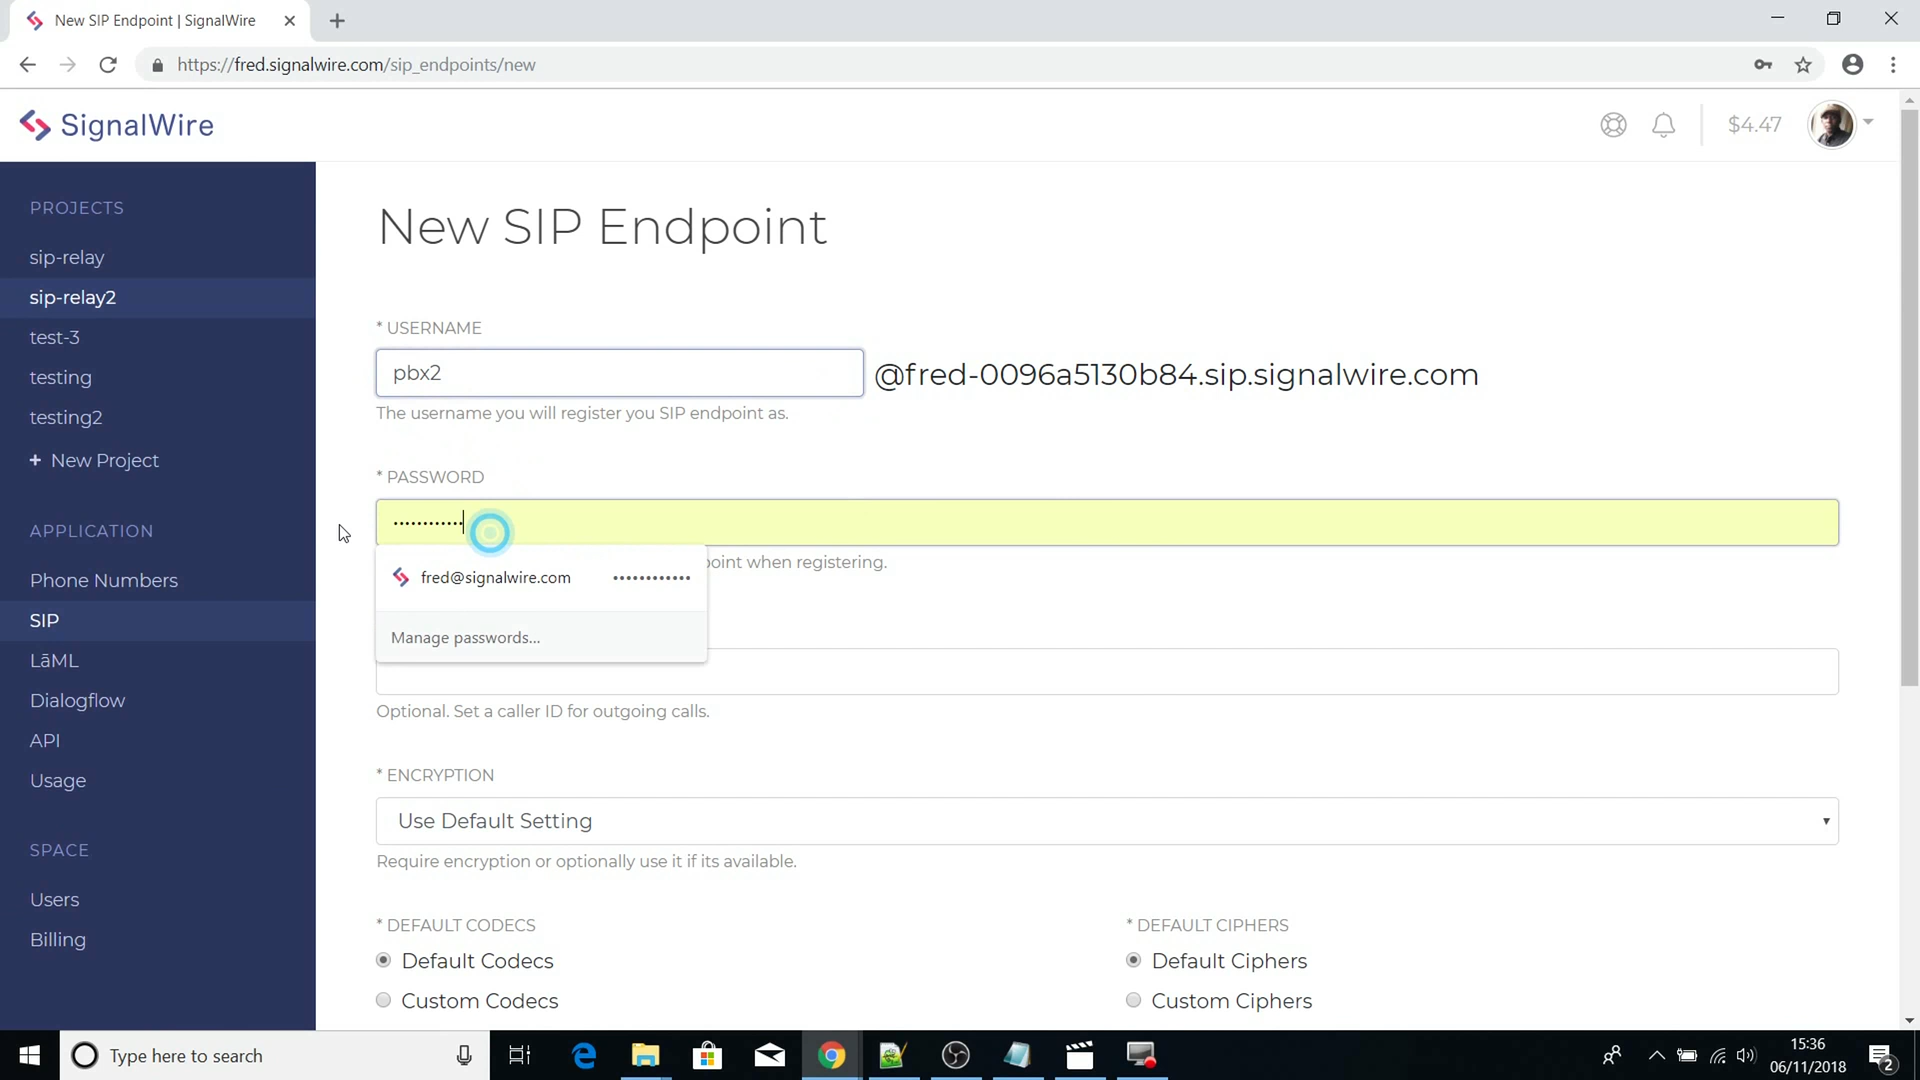 New SIP Endpoint | SignalWire
https://fred.signalwire.com/sip_endpoints/new
SignalWire
$4.47
PROJECTS
sip-relay
sip-relay2
test-3
testing
testing2
+ New Project
APPLICATION
Phone Numbers
SIP
LāML
Dialogflow
API
Usage
SPACE
Users
Billing
New SIP Endpoint
* USERNAME
pbx2
@fred-0096a5130b84.sip.signalwire.com
The username you will register you SIP endpoint as.
* PASSWORD
••••••••••••
point when registering.
fred@signalwire.com ••••••••••••
Manage passwords...
Optional. Set a caller ID for outgoing calls.
* ENCRYPTION
Use Default Setting
Require encryption or optionally use it if its available.
* DEFAULT CODECS
Default Codecs
Custom Codecs
* DEFAULT CIPHERS
Default Ciphers
Custom Ciphers
Type here to search
15:36
06/11/2018
2